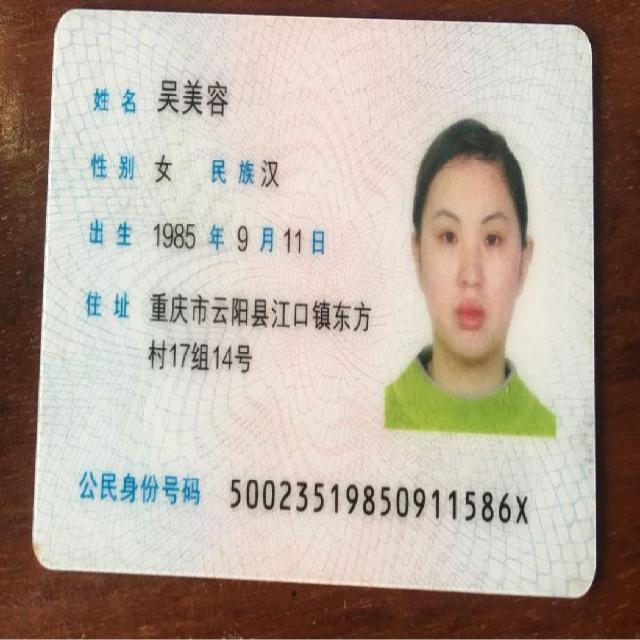 姓名 吴美容
性别 女 民族 汉
出生 1985 年 9 月 11 日
住址 重庆市云阳县江口镇东方
村17组14号
公民身份号码 50023519850911586X